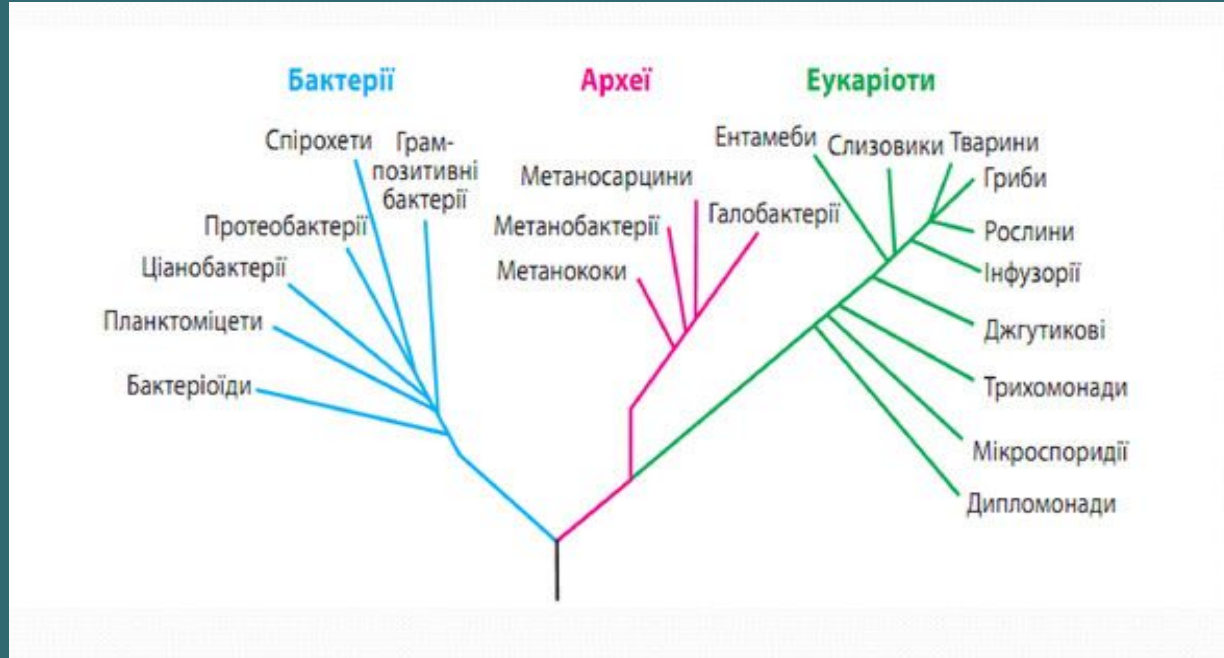 Бактерії
Археї
Еукаріоти
Спірохети
Грам-
позитивні
бактерії
Протеобактерії
Ціанобактерії
Планктоміцети
Бактеріоїди
Метаносарцини
Метанобактерії
Метанококи
Галобактерії
Ентамеби
Слизовики
Тварини
Гриби
Рослини
Інфузорії
Джгутикові
Трихомонади
Мікроспоридії
Дипломонади